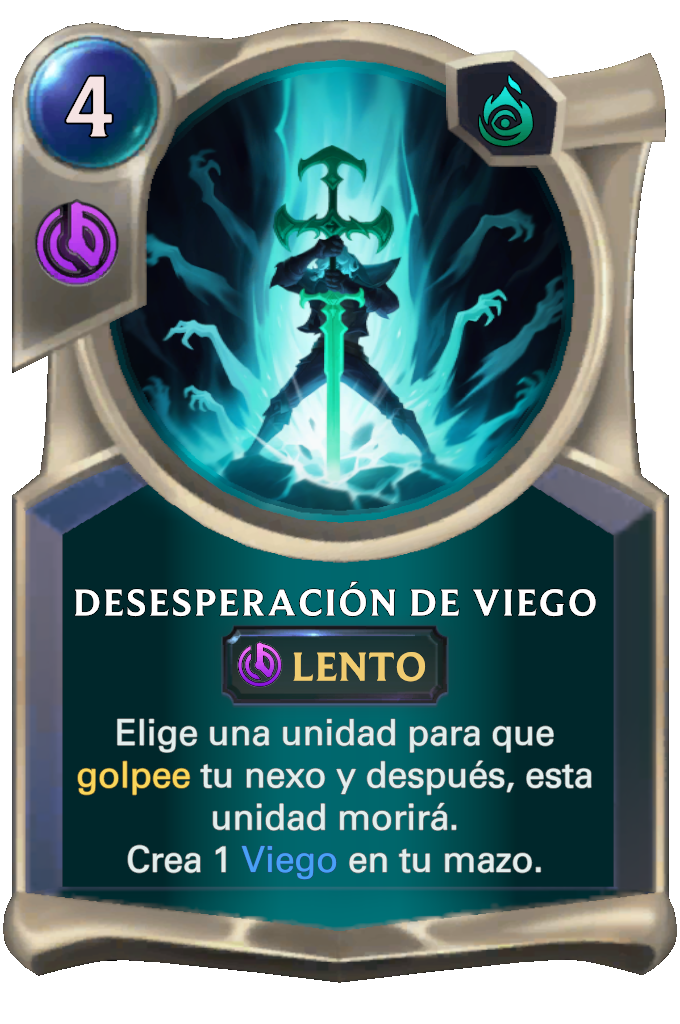 4
DESESPERACIÓN DE VIEGO
LENTO
Elige una unidad para que
golpee tu nexo y después, esta
unidad morirá.
Crea 1 Viego en tu mazo.